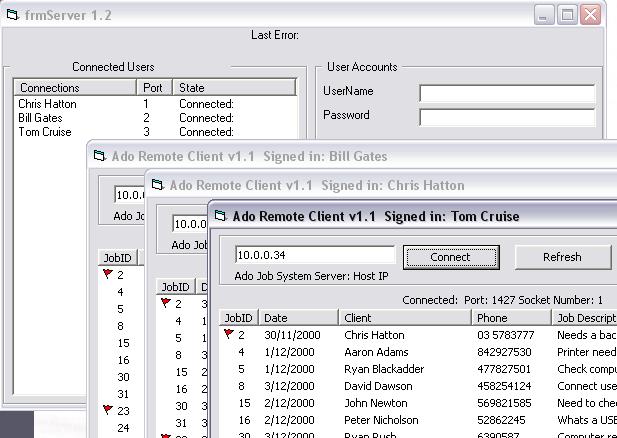 frmServer 1.2
Last Error:
Connected Users
User Accounts
Connections Port State
Chris Hatton 1 Connected:
Bill Gates 2 Connected:
Tom Cruise 3 Connected:
UserName
Password
Ado Remote Client v1.1 Signed in: Bill Gates
10.0.0
Ado Jo
JobID
2
4
5
8
15
16
30
31
23
24
Ado Remote Client v1.1 Signed in: Chris Hatton
10.0
Ado Jol
JobID D
2 3
4 1
5 1
8 3
15 2
16 2
30 3
31 3
Ado Remote Client v1.1 Signed in: Tom Cruise
10.0.0.34 Connect Refresh
Ado Job System Server: Host IP
Connected: Port: 1427 Socket Number: 1
JobID Date Client Phone Job Descript
2 30/11/2000 Chris Hatton 03 5783777 Needs a bac
4 1/12/2000 Aaron Adams 842927530 Printer need
5 1/12/2000 Ryan Blackadder 477827501 Check compu
8 3/12/2000 David Dawson 458254124 Connect use
15 2/12/2000 John Newton 569821585 Need to che
16 2/12/2000 Peter Nicholson 52862245 Whats a USB
30 3/12/2000 Ryan Rush 6390587 Computer re